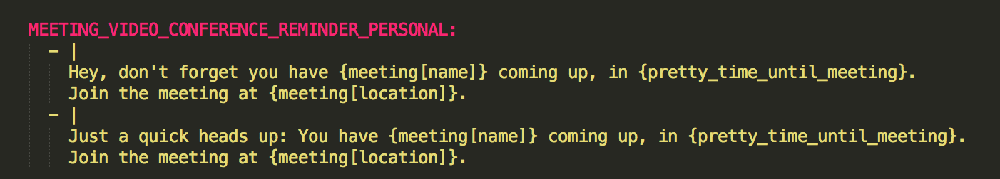 MEETING_VIDEO_CONFERENCE_REMINDER_PERSONAL:
- |
Hey, don't forget you have {meeting[name]} coming up, in {pretty_time_until_meeting}.
Join the meeting at {meeting[location]}.
- |
Just a quick heads up: You have {meeting[name]} coming up, in {pretty_time_until_meeting}.
Join the meeting at {meeting[location]}.